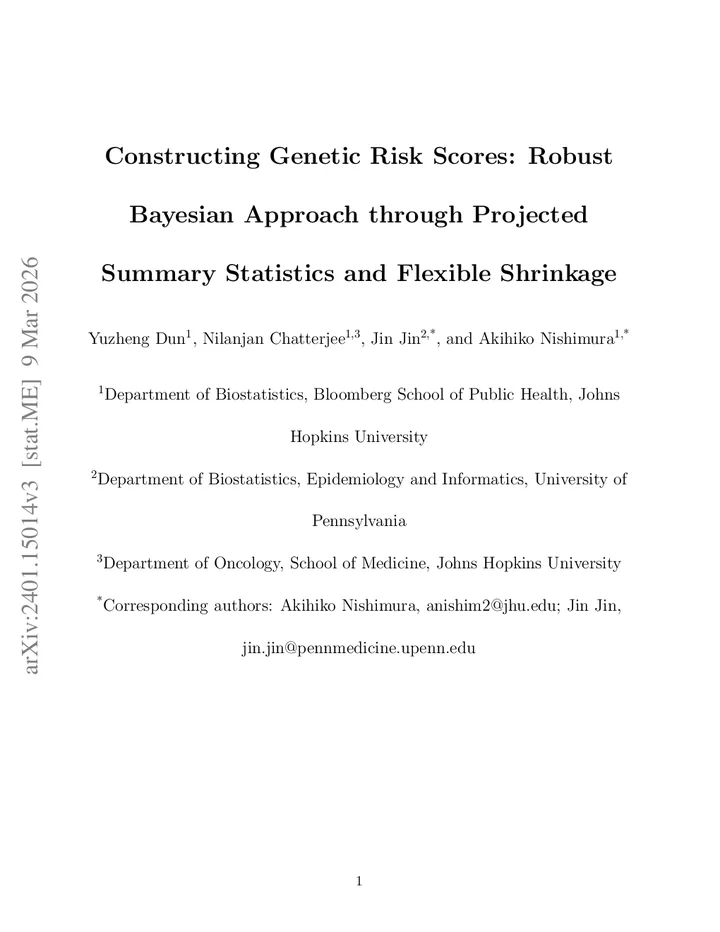 Constructing Genetic Risk Scores: Robust
Bayesian Approach through Projected
Summary Statistics and Flexible Shrinkage
Yuzheng Dun1, Nilanjan Chatterjee1,3, Jin Jin2,*, and Akihiko Nishimura1,*
1Department of Biostatistics, Bloomberg School of Public Health, Johns
Hopkins University
2Department of Biostatistics, Epidemiology and Informatics, University of
Pennsylvania
3Department of Oncology, School of Medicine, Johns Hopkins University
*Corresponding authors: Akihiko Nishimura, anishim2@jhu.edu; Jin Jin,
jin.jin@pennmedicine.upenn.edu
arXiv:2401.15014v3 [stat.ME] 9 Mar 2026
1